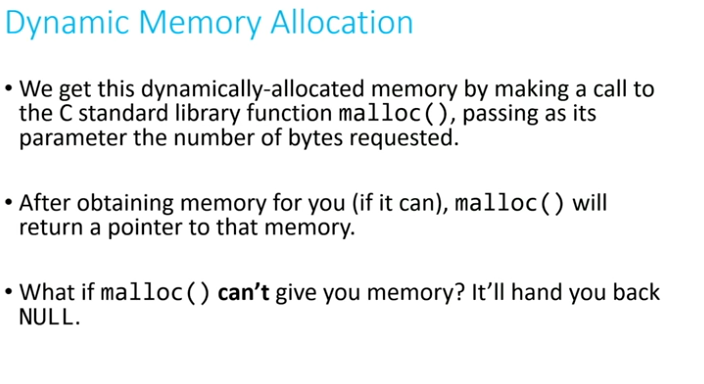 Dynamic Memory Allocation
• We get this dynamically-allocated memory by making a call to
the C standard library function malloc(), passing as its
parameter the number of bytes requested.
• After obtaining memory for you (if it can), malloc() will
return a pointer to that memory.
• What if malloc() can’t give you memory? It’ll hand you back
NULL.